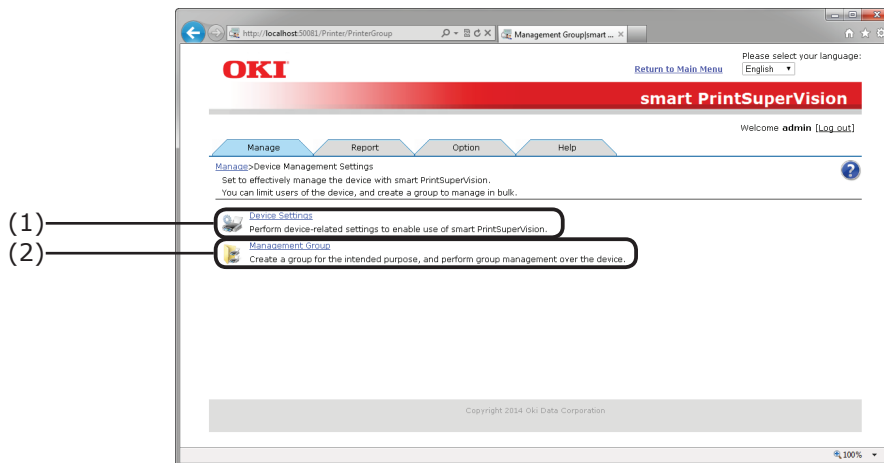 http://localhost:50081/Printer/PrinterGroup
Management Group|smart ...
OKI
Return to Main Menu
Please select your language:
English
smart PrintSuperVision
Welcome admin [Log out]
Manage
Report
Option
Help
Manage>Device Management Settings
Set to effectively manage the device with smart PrintSuperVision.
You can limit users of the device, and create a group to manage in bulk.
(1)
Device Settings
Perform device-related settings to enable use of smart PrintSuperVision.
(2)
Management Group
Create a group for the intended purpose, and perform group management over the device.
Copyright 2014 Oki Data Corporation
100%